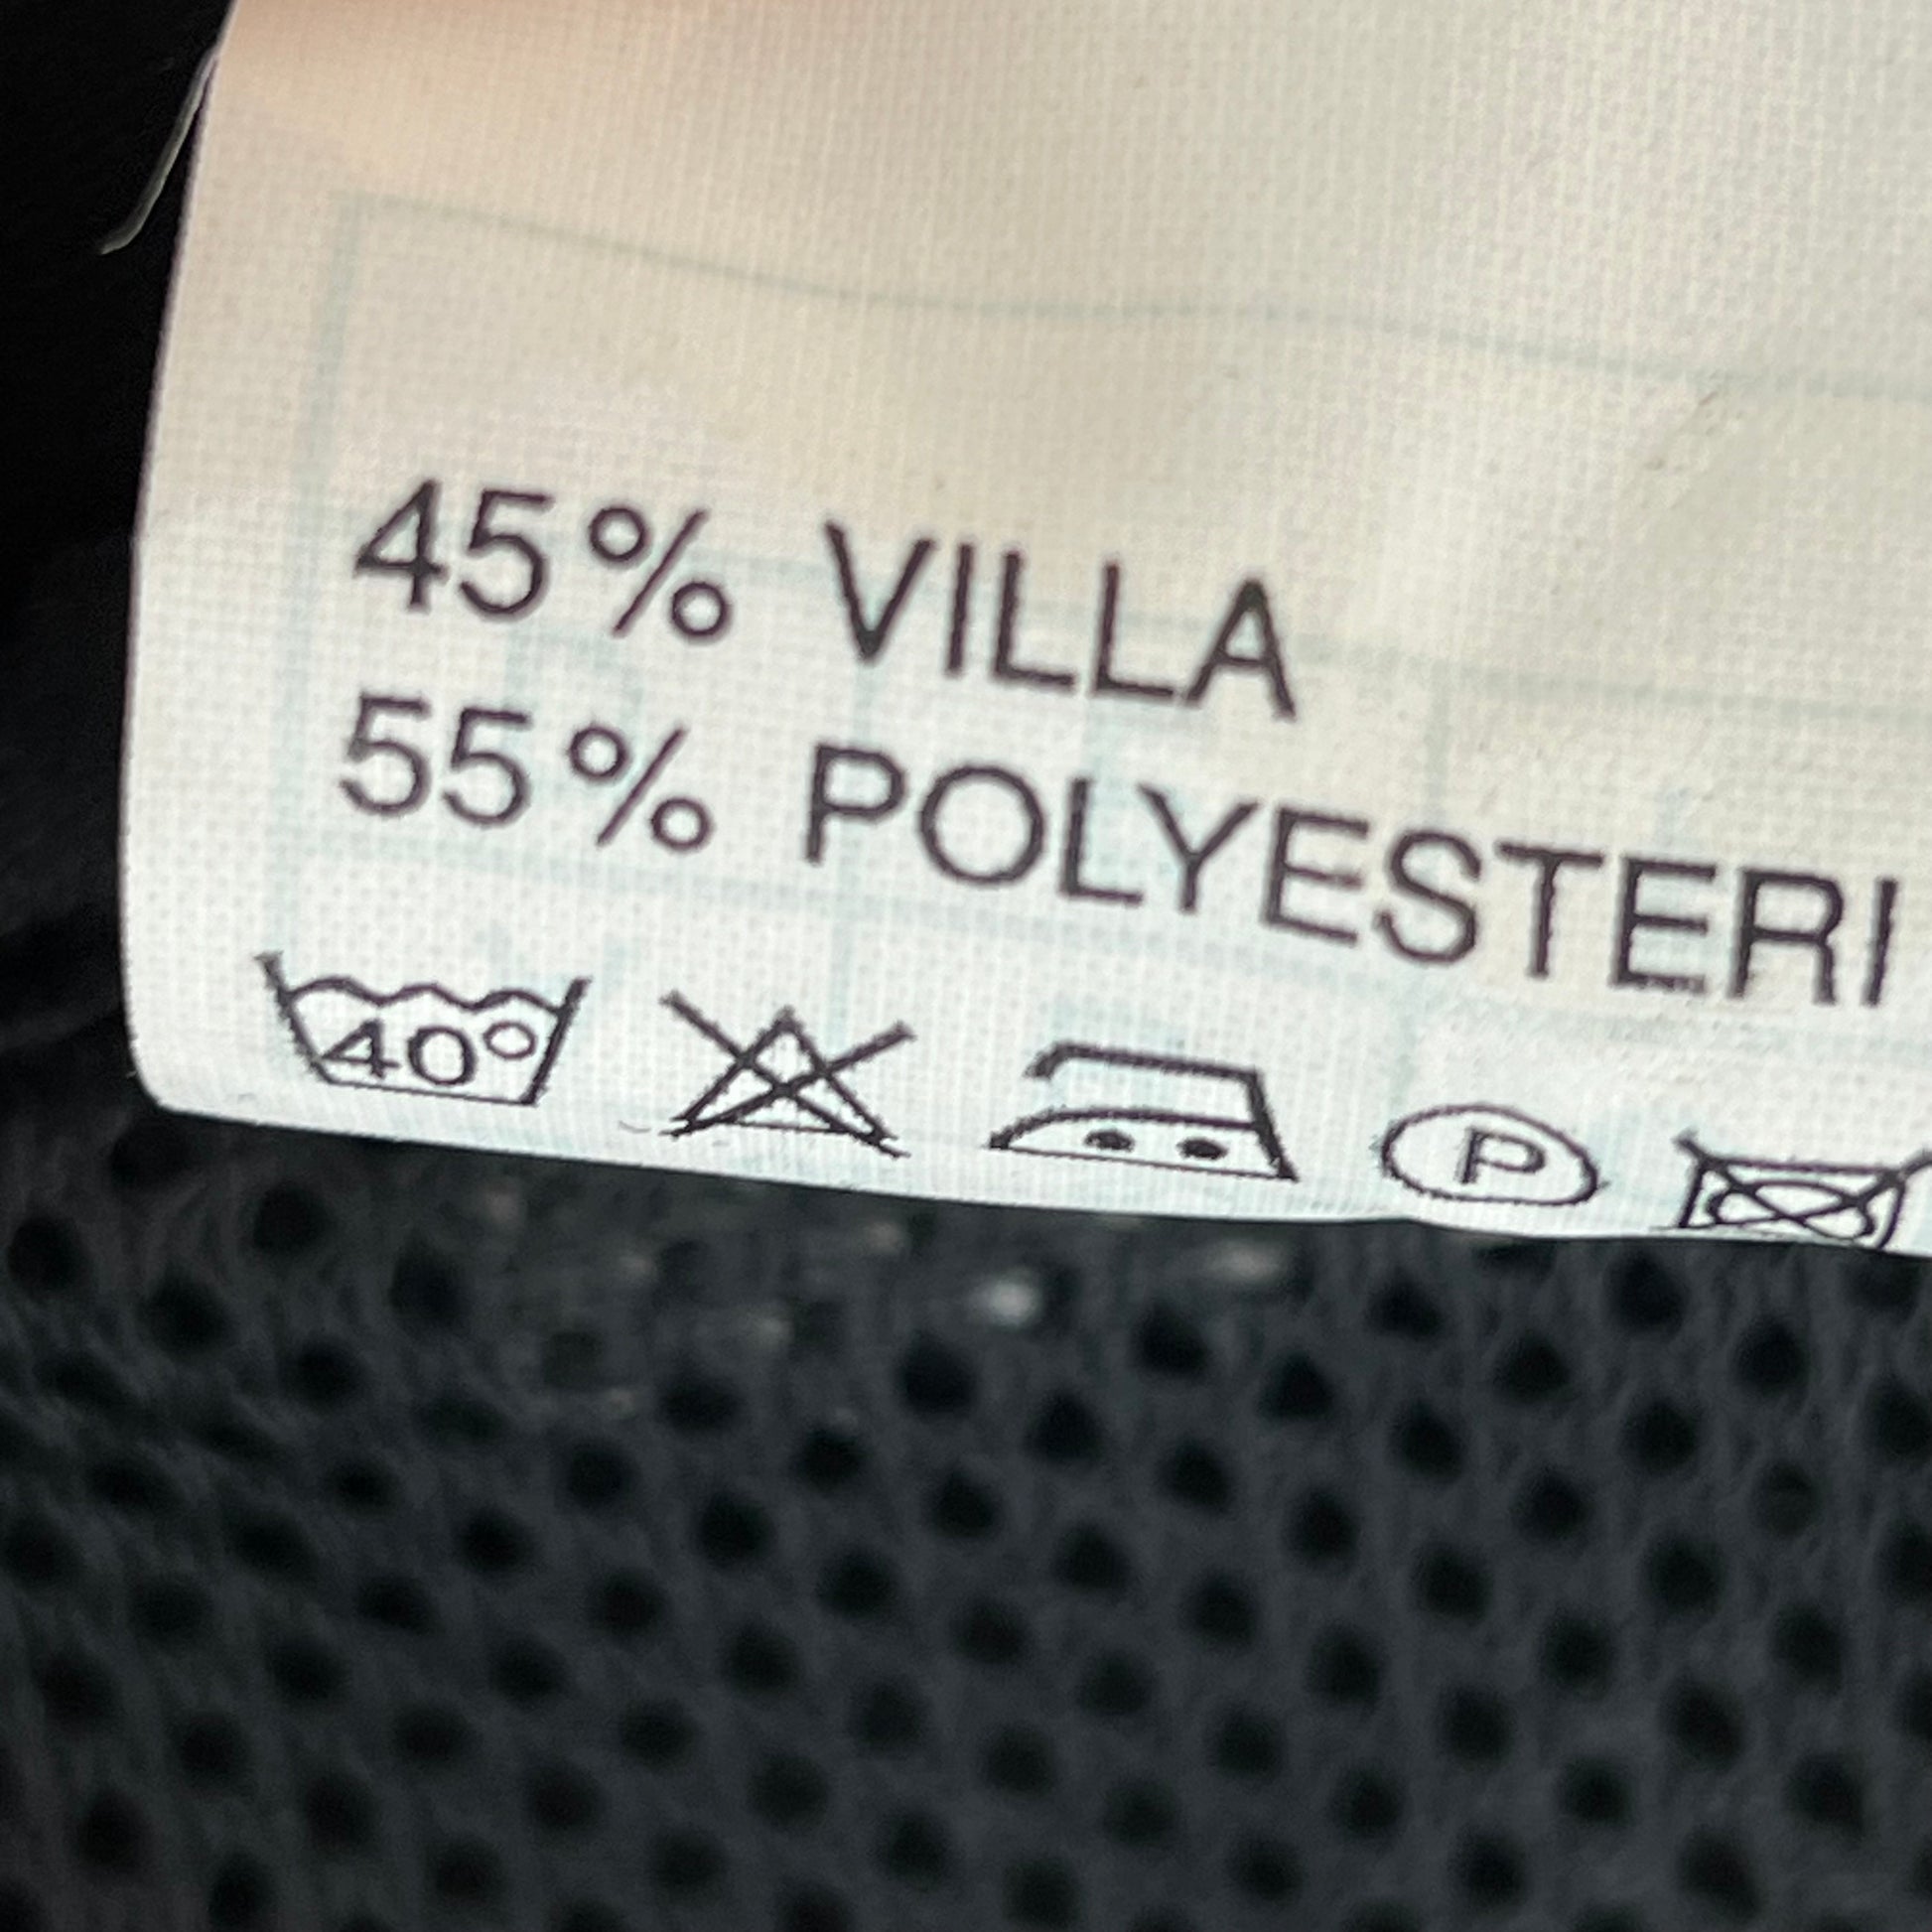 45% VILLA
55% POLYESTERI
40° P